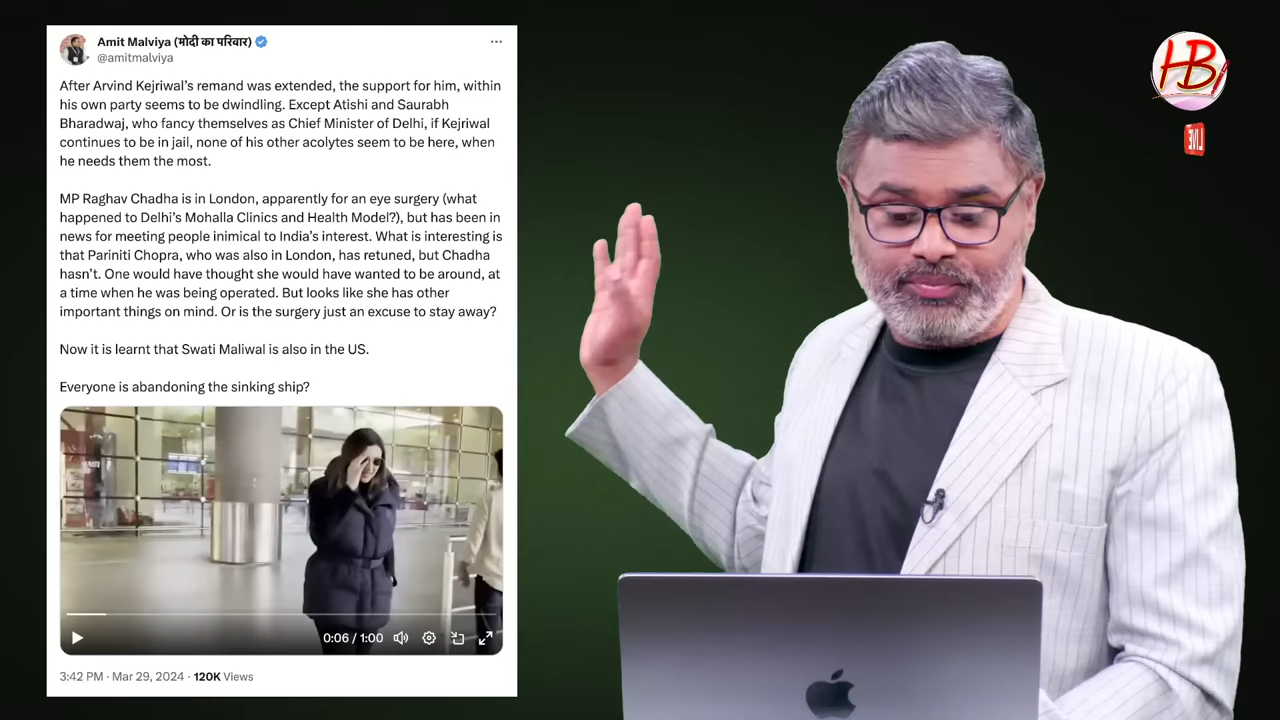 Amit Malviya (मोदी का परिवार)
@amitmalviya
After Arvind Kejriwal's remand was extended, the support for him, within
his own party seems to be dwindling. Except Atishi and Saurabh
Bharadwaj, who fancy themselves as Chief Minister of Delhi, if Kejriwal
continues to be in jail, none of his other acolytes seem to be here, when
he needs them the most.
MP Raghav Chadha is in London, apparently for an eye surgery (what
happened to Delhi's Mohalla Clinics and Health Model?), but has been in
news for meeting people inimical to India's interest. What is interesting is
that Pariniti Chopra, who was also in London, has retuned, but Chadha
hasn't. One would have thought she would have wanted to be around, at
a time when he was being operated. But looks like she has other
important things on mind. Or is the surgery just an excuse to stay away?
Now it is learnt that Swati Maliwal is also in the US.
Everyone is abandoning the sinking ship?
0:06 / 1:00
3:42 PM · Mar 29, 2024 · 120K Views
HB
LIVE